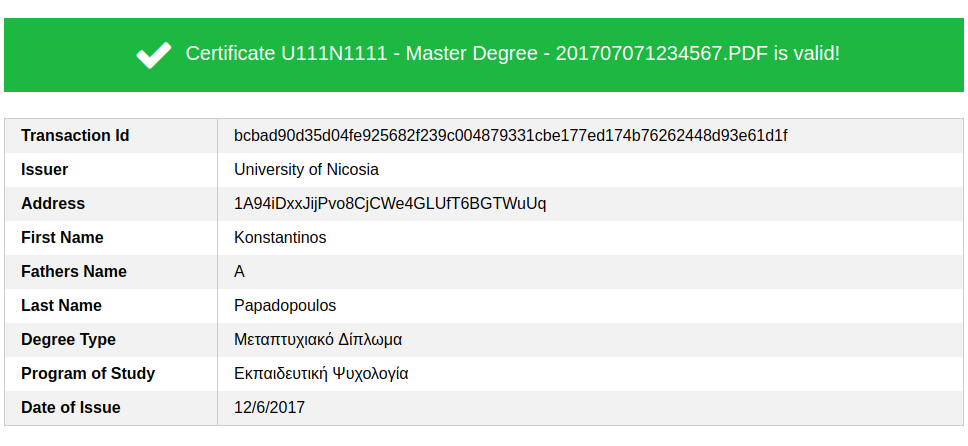 Certificate U111N1111 - Master Degree - 201707071234567.PDF is valid!
Transaction Id bcbad90d35d04fe925682f239c004879331cbe177ed174b76262448d93e61d1f
Issuer University of Nicosia
Address 1A94iDxxJijPvo8CjCWe4GLUfT6BGTWuUq
First Name Konstantinos
Fathers Name A
Last Name Papadopoulos
Degree Type Μεταπτυχιακό Δίπλωμα
Program of Study Εκπαιδευτική Ψυχολογία
Date of Issue 12/6/2017